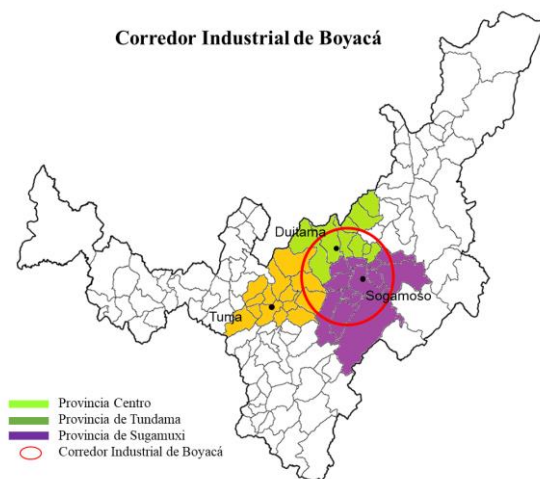 Corredor Industrial de Boyacá
Duitama
Sogamoso
Tunja
Provincia Centro
Provincia de Tundama
Provincia de Sugamuxi
Corredor Industrial de Boyacá